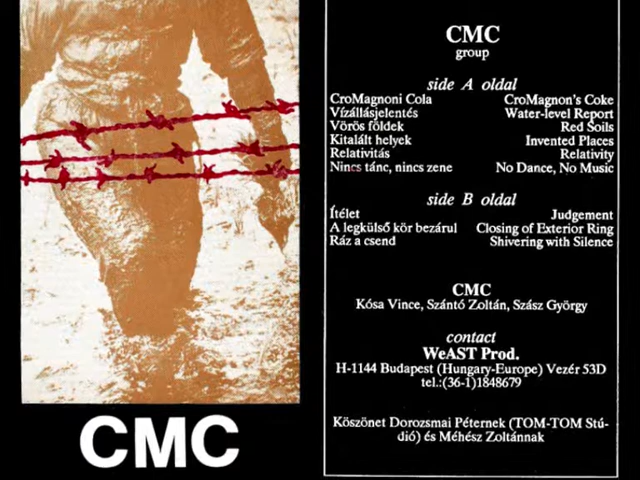 CMC
CMC
group
side A oldal
CroMagnoni Cola CroMagnon's Coke
Vízállásjelentés Water-level Report
Vörös földek Red Soils
Kitalált helyek Invented Places
Relativitás Relativity
Nincs tánc, nincs zene No Dance, No Music
side B oldal
Ítélet Judgement
A legkülső kör bezárul Closing of Exterior Ring
Ráz a csend Shivering with Silence
CMC
Kósa Vince, Szántó Zoltán, Szász György
contact
WeAST Prod.
H-1144 Budapest (Hungary-Europe) Vezér 53D
tel.:(36-1)1848679
Köszönet Dorozsmai Péternek (TOM-TOM Stú-
dió) és Méhész Zoltánnak